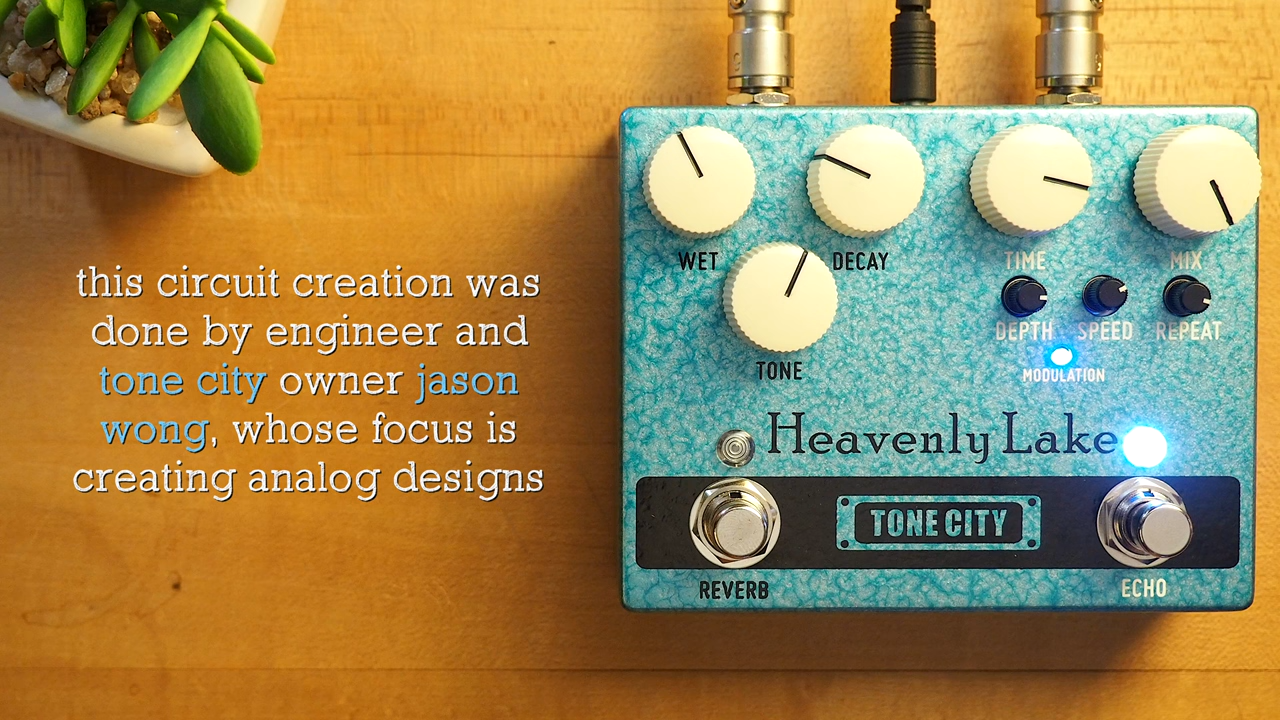 this circuit creation was
done by engineer and
tone city owner jason
wong, whose focus is
creating analog designs
WET
DECAY
TIME
MIX
DEPTH
SPEED
REPEAT
TONE
MODULATION
Heavenly Lake
TONE CITY
REVERB
ECHO